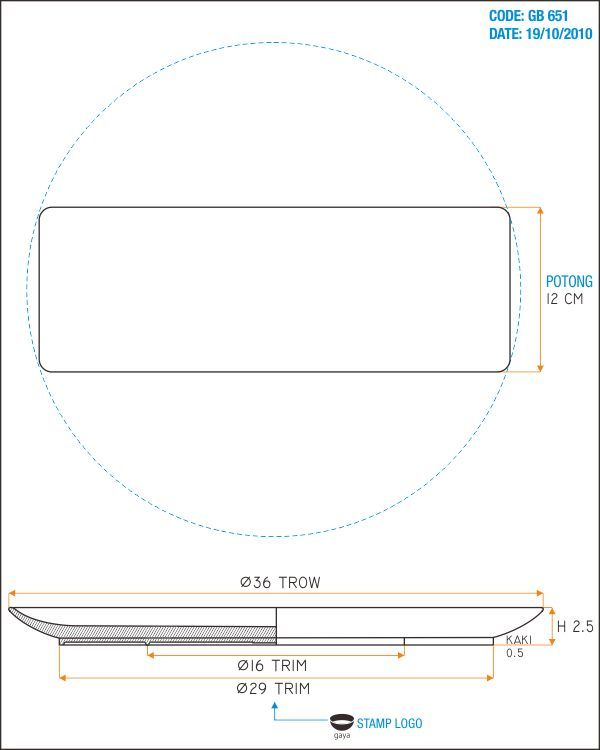 CODE: GB 651
DATE: 19/10/2010
POTONG
12 CM
Ø36 TROW
H 2.5
KAKI
0.5
Ø16 TRIM
Ø29 TRIM
STAMP LOGO
gaya